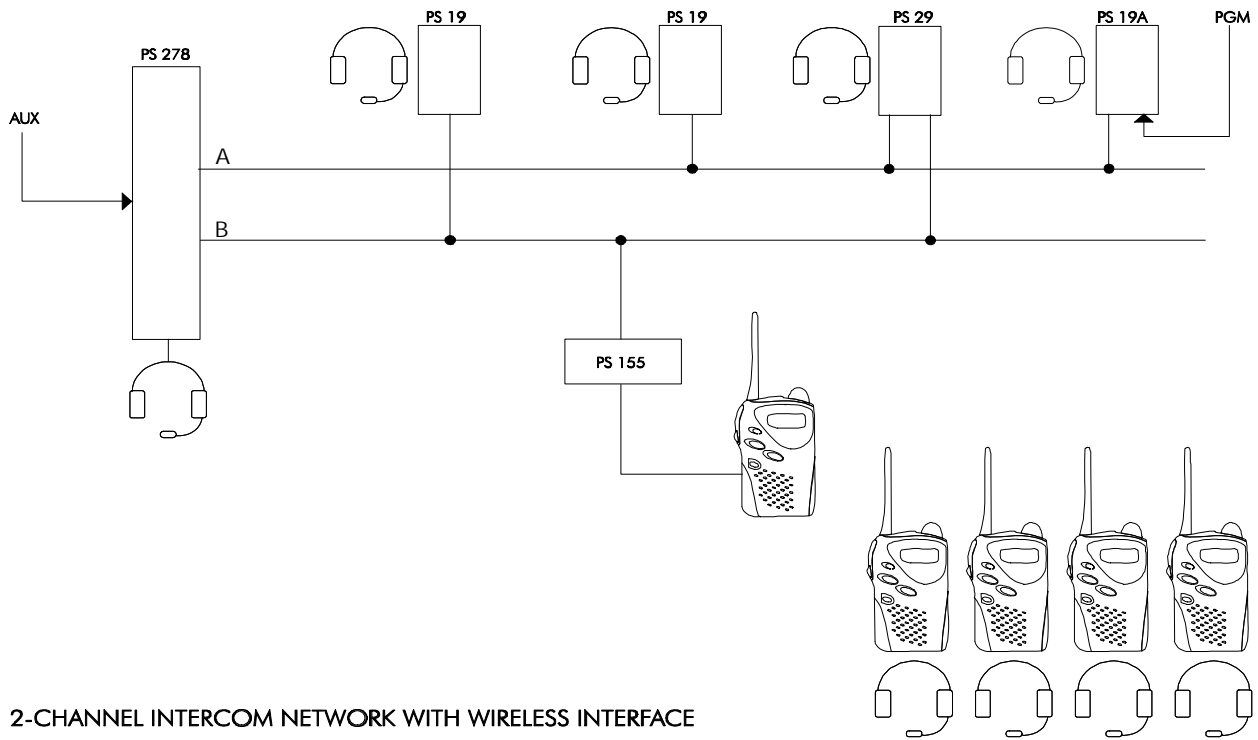 PS 19
PS 19
PS 29
PS 19A
PGM
PS 278
AUX
A
B
PS 155
2-CHANNEL INTERCOM NETWORK WITH WIRELESS INTERFACE